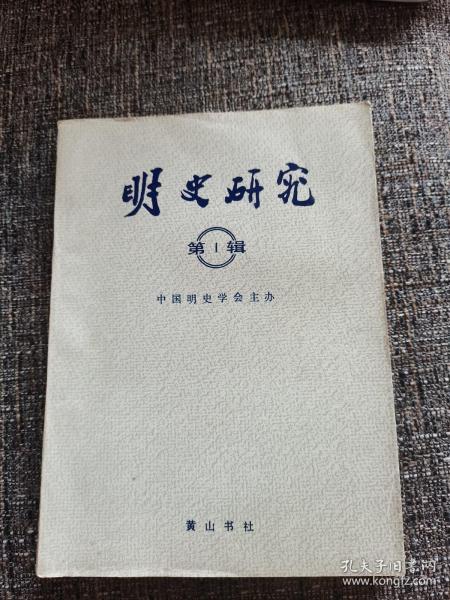 明史研究
第1辑
中国明史学会主办
黄山书社
孔夫子旧书网
www.kongfz.com